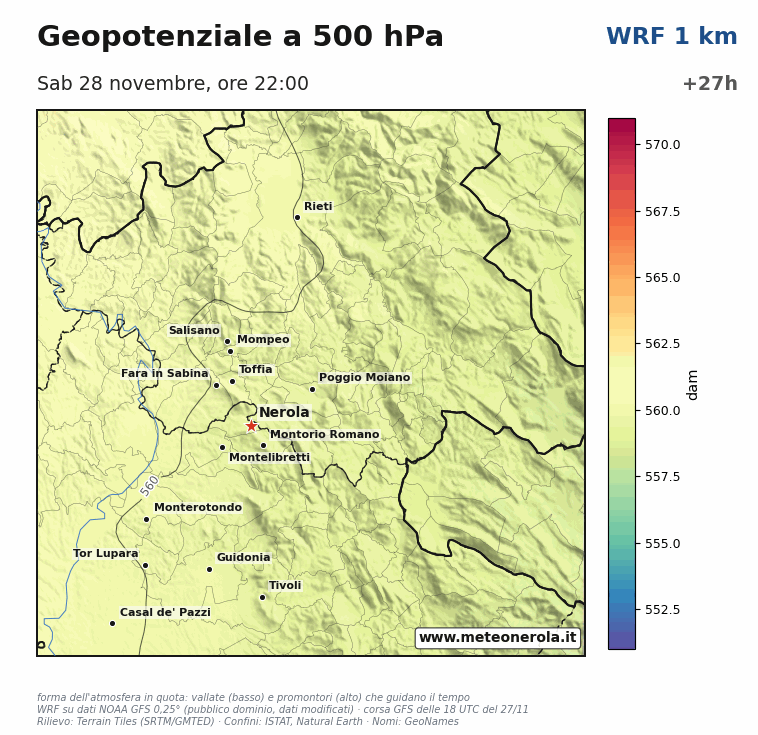 Geopotenziale a 500 hPa
WRF 1 km
Sab 28 novembre, ore 22:00
+27h
Rieti
Salisano
Mompeo
Toffia
Fara in Sabina
Poggio Moiano
Nerola
Montorio Romano
Montelibretti
560
Monterotondo
Tor Lupara
Guidonia
Tivoli
Casal de' Pazzi
www.meteonerola.it
570.0
567.5
565.0
562.5
560.0
557.5
555.0
552.5
dam
forma dell'atmosfera in quota: vallate (basso) e promontori (alto) che guidano il tempo
WRF su dati NOAA GFS 0,25° (pubblico dominio, dati modificati) · corsa GFS delle 18 UTC del 27/11
Rilievo: Terrain Tiles (SRTM/GMTED) · Confini: ISTAT, Natural Earth · Nomi: GeoNames